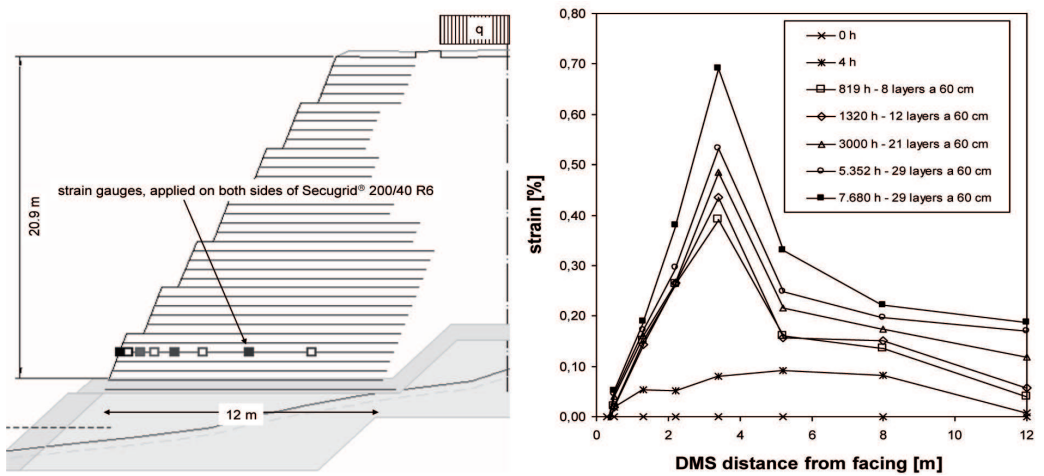 q
strain gauges, applied on both sides of Secugrid® 200/40 R6
20.9 m
12 m
0,80
0,70
0,60
0,50
0,40
0,30
0,20
0,10
0,00
strain [%]
0 h
4 h
819 h - 8 layers a 60 cm
1320 h - 12 layers a 60 cm
3000 h - 21 layers a 60 cm
5.352 h - 29 layers a 60 cm
7.680 h - 29 layers a 60 cm
0 2 4 6 8 10 12
DMS distance from facing [m]